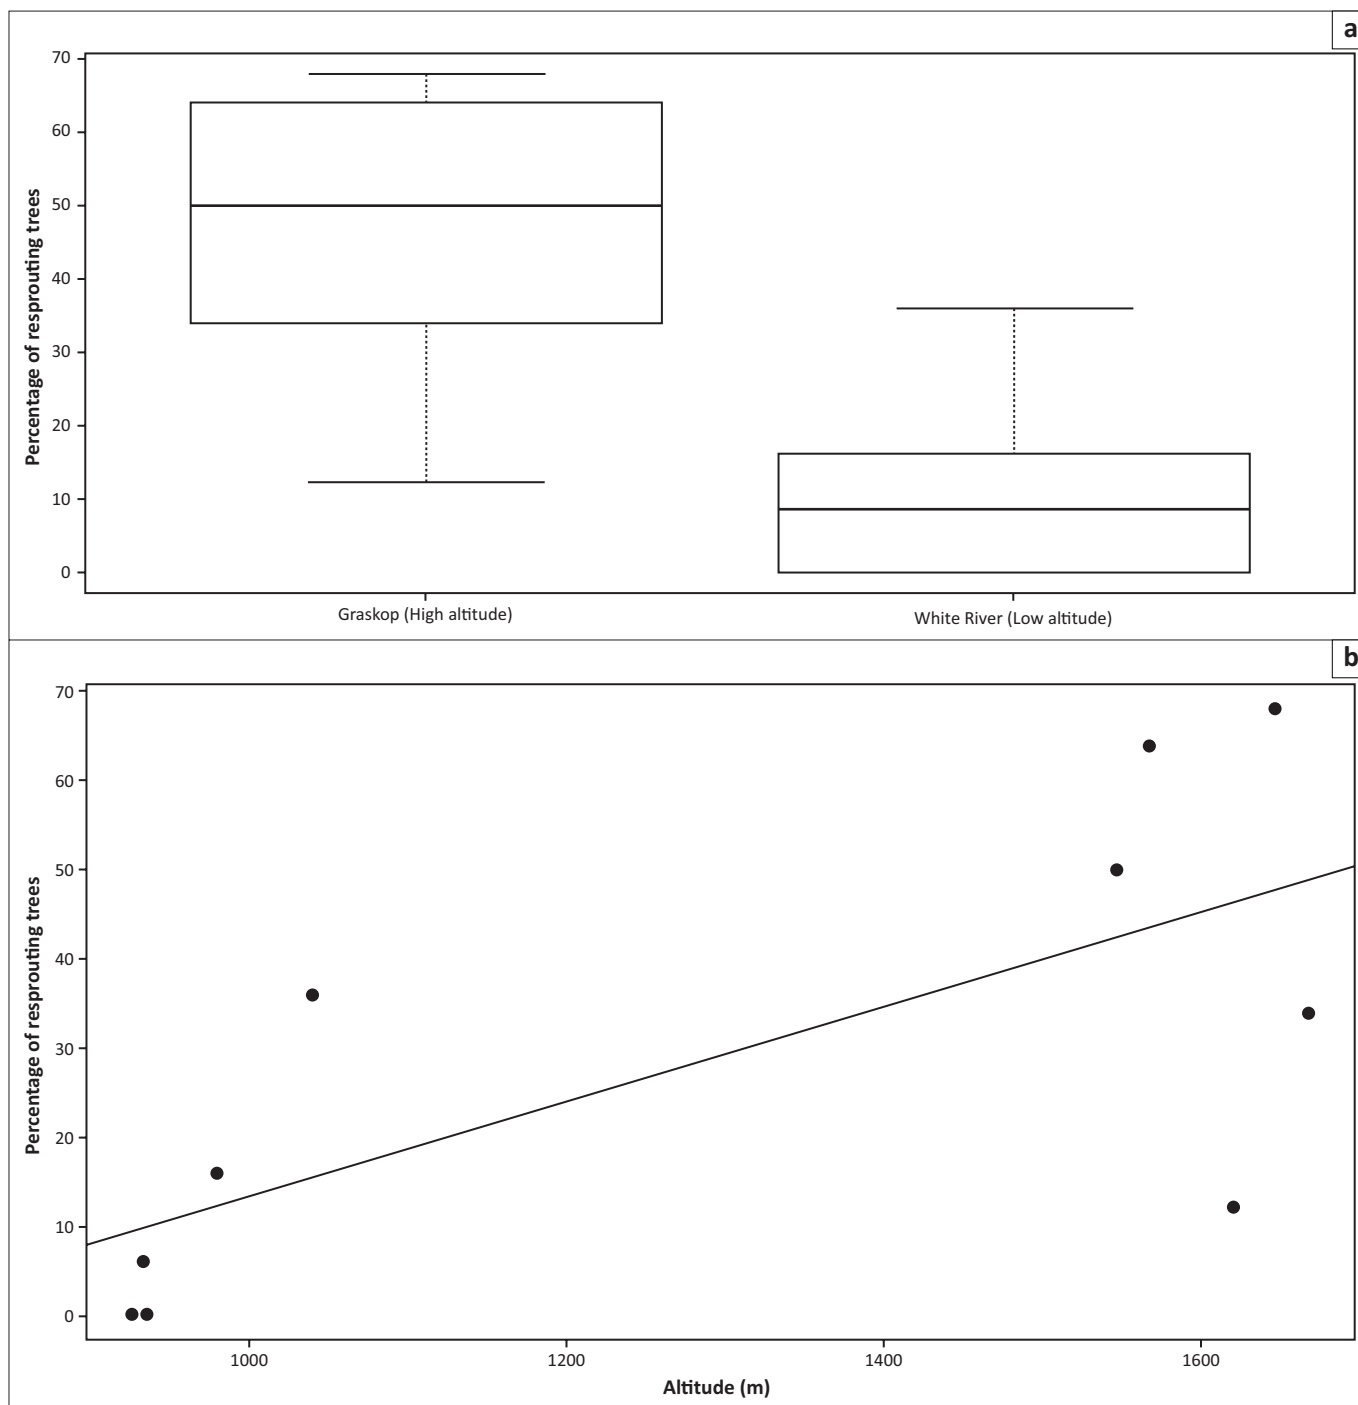 a
70
60
50
40
30
20
10
0
Percentage of resprouting trees
Graskop (High altitude)
White River (Low altitude)
b
70
60
50
40
30
20
10
0
Percentage of resprouting trees
1000 1200 1400 1600
Altitude (m)